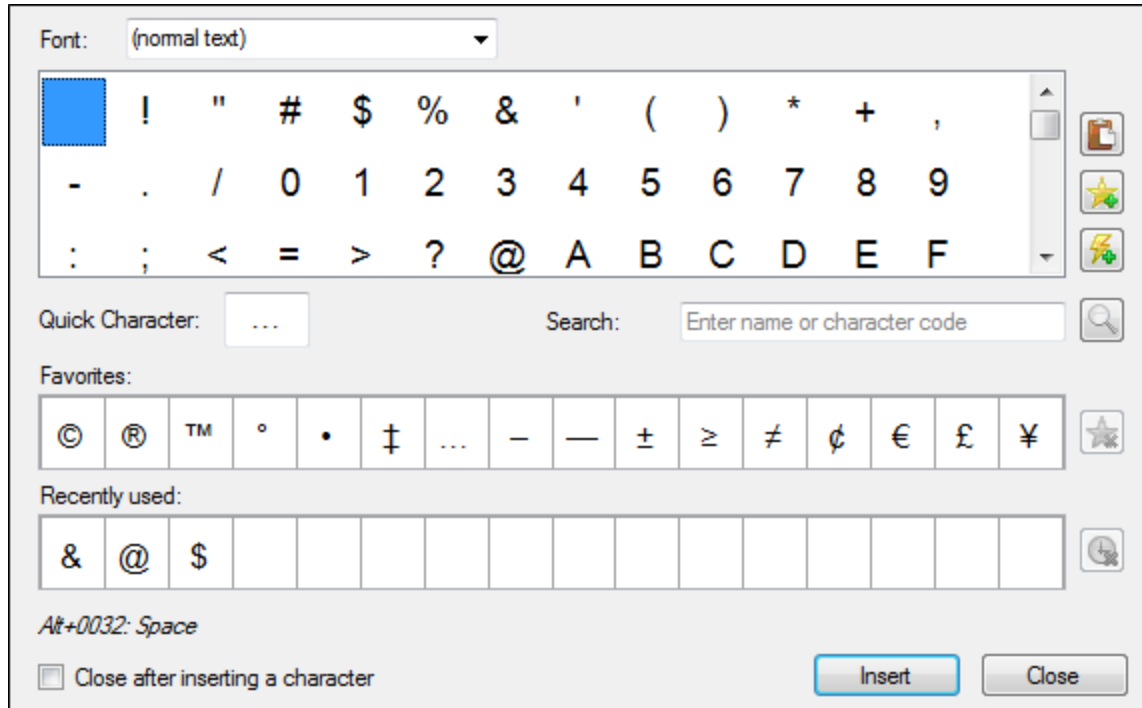 Font: (normal text)
! " # $ % & ' ( ) * + ,
- . / 0 1 2 3 4 5 6 7 8 9
: ; < = > ? @ A B C D E F
Quick Character: ... Search: Enter name or character code
Favorites:
© ® ™ ° • ‡ … – — ± ≥ ≠ ¢ € £ ¥
Recently used:
& @ $
Alt+0032: Space
Close after inserting a character Insert Close